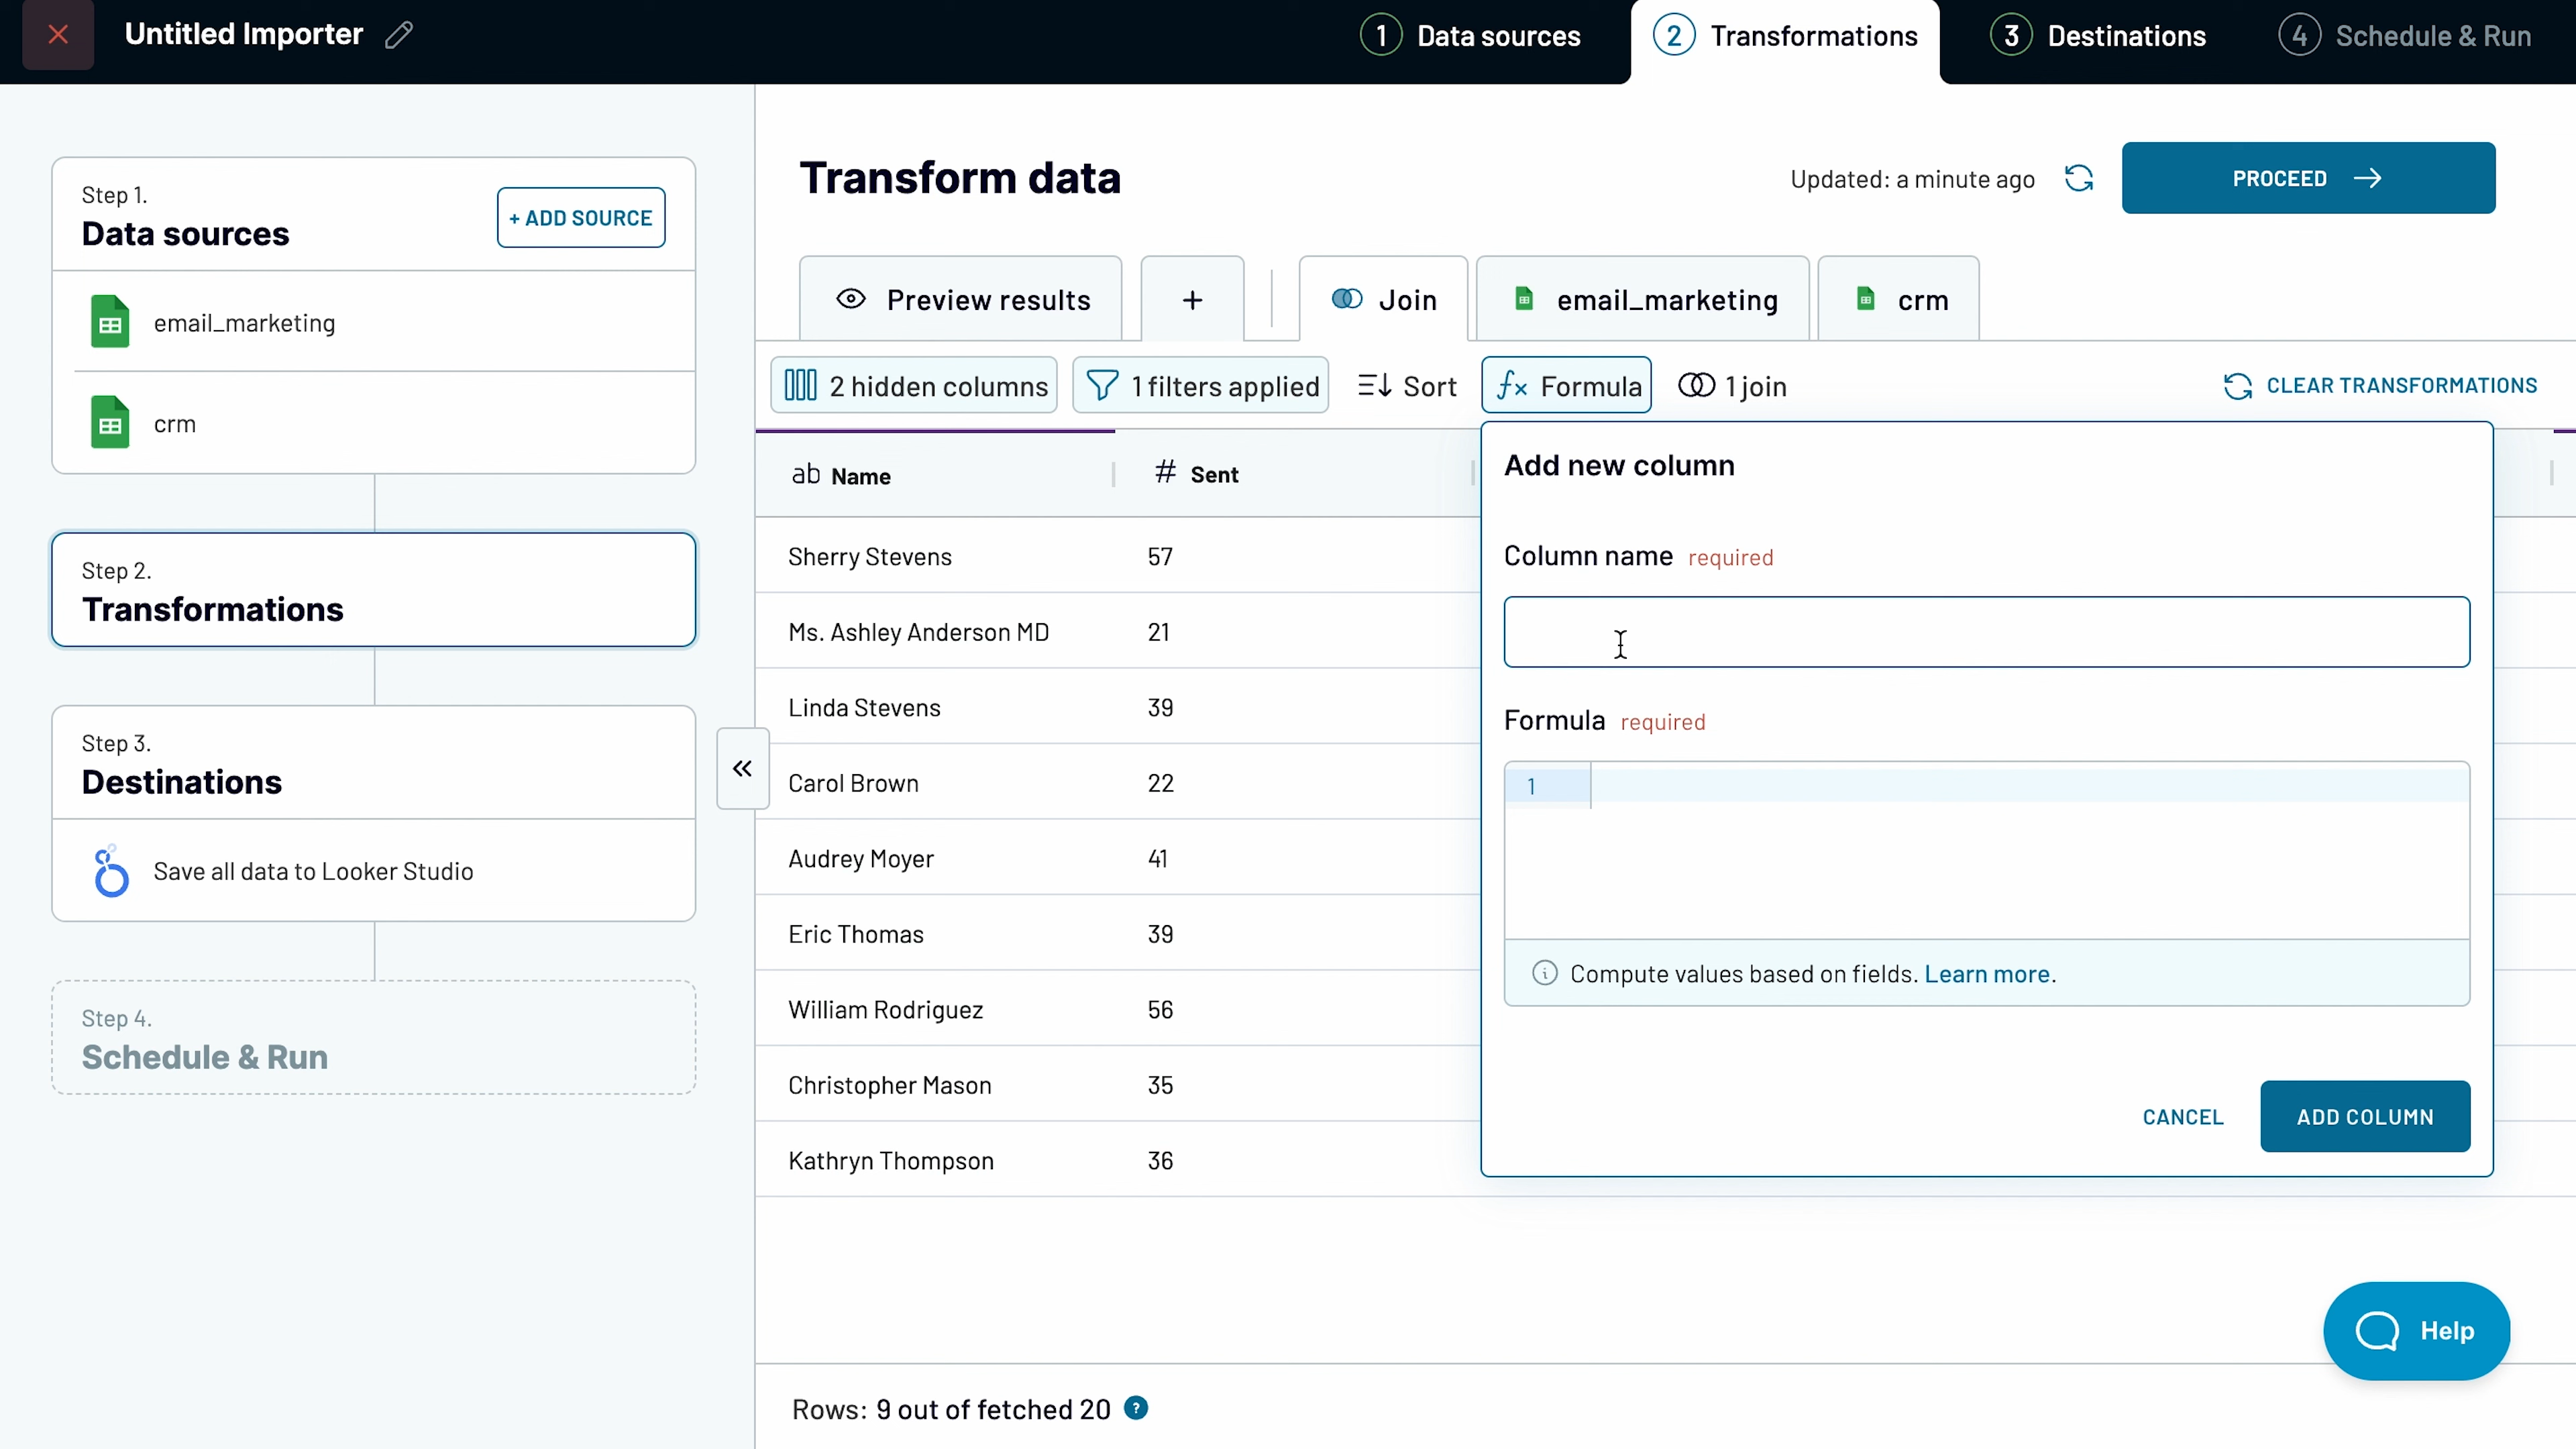 Untitled Importer
1 Data sources
2 Transformations
3 Destinations
4 Schedule & Run
Step 1.
Data sources
+ ADD SOURCE
email_marketing
crm
Step 2.
Transformations
Step 3.
Destinations
Save all data to Looker Studio
Step 4.
Schedule & Run
Transform data
Updated: a minute ago
PROCEED
Preview results
+
Join
email_marketing
crm
2 hidden columns
1 filters applied
Sort
fx Formula
1 join
CLEAR TRANSFORMATIONS
ab Name
# Sent
Sherry Stevens 57
Ms. Ashley Anderson MD 21
Linda Stevens 39
Carol Brown 22
Audrey Moyer 41
Eric Thomas 39
William Rodriguez 56
Christopher Mason 35
Kathryn Thompson 36
Add new column
Column name required
Formula required
1
Compute values based on fields. Learn more.
CANCEL
ADD COLUMN
Help
Rows: 9 out of fetched 20 ?